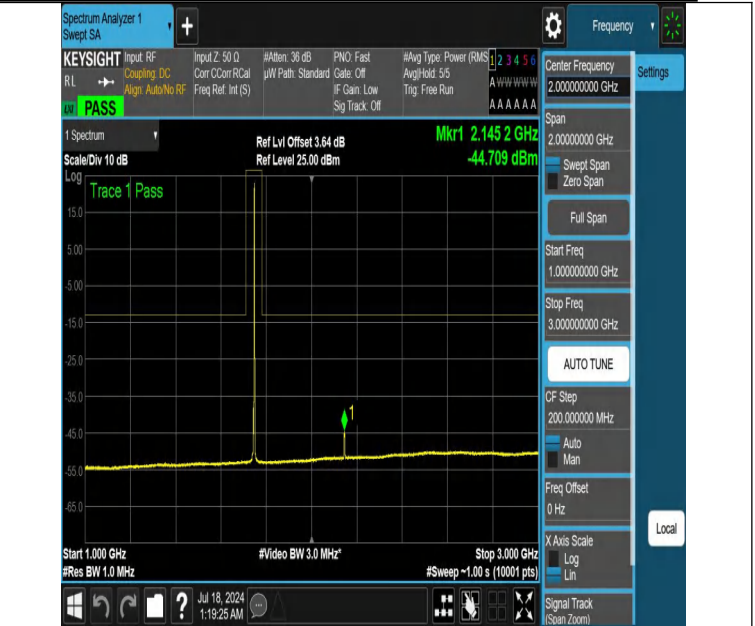 Spectrum Analyzer 1
Swept SA
+
Frequency
KEYSIGHT
RL
PASS
Input: RF
Coupling: DC
Align: Auto/No RF
Input Z: 50 Ω
Corr CCorr RCal
Freq Ref: Int (S)
#Atten: 36 dB
µW Path: Standard
PNO: Fast
Gate: Off
IF Gain: Low
Sig Track: Off
#Avg Type: Power (RMS
Avg|Hold: 5/5
Trig: Free Run
1 2 3 4 5 6
A W W W W W
A A A A A A
1 Spectrum
Scale/Div 10 dB
Ref Lvl Offset 3.64 dB
Ref Level 25.00 dBm
Mkr1 2.145 2 GHz
-44.709 dBm
Log
Trace 1 Pass
15.0
5.00
-5.00
-15.0
-25.0
-35.0
-45.0
-55.0
-65.0
1
Start 1.000 GHz
#Res BW 1.0 MHz
#Video BW 3.0 MHz*
Stop 3.000 GHz
#Sweep ~1.00 s (10001 pts)
?
Jul 18, 2024
1:19:25 AM
Center Frequency
2.00000000 GHz
Settings
Span
2.00000000 GHz
Swept Span
Zero Span
Full Span
Start Freq
1.000000000 GHz
Stop Freq
3.000000000 GHz
AUTO TUNE
CF Step
200.000000 MHz
Auto
Man
Freq Offset
0 Hz
X Axis Scale
Log
Lin
Local
Signal Track
(Span Zoom)